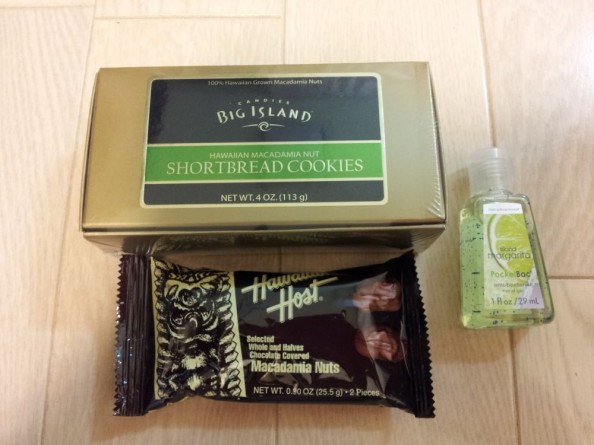 100% Hawaiian Grown Macadamia Nuts
CANDIES
BIG ISLAND
HAWAIIAN MACADAMIA NUT
SHORTBREAD COOKIES
NET WT. 4 OZ. (113 g)
Hawaiian
Host
Selected
Whole and Halves
Chocolate Covered
Macadamia Nuts
NET WT. 0.90 OZ (25.5g) • 2 Pieces
margarita
PocketBac
1 fl oz / 29 mL